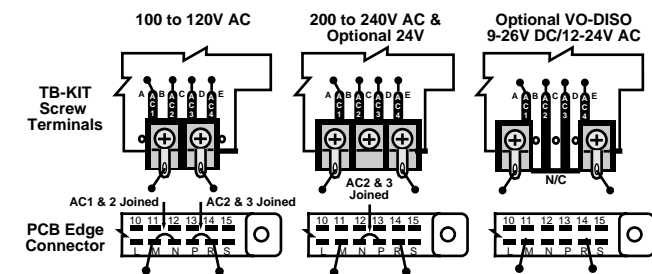 100 to 120V AC
200 to 240V AC &
Optional 24V
Optional VO-DISO
9-26V DC/12-24V AC
TB-KIT
Screw
Terminals
A B C D E
AC1 AC2 AC3 AC4
A B C D E
AC1 AC2 AC3 AC4
A B C D E
AC1 AC2 AC3 AC4
N/C
AC1 & 2 Joined
AC2 & 3 Joined
AC2 & 3
Joined
PCB Edge
Connector
10 11 12 13 14 15
L M N P R S
10 11 12 13 14 15
L M N P R S
10 11 12 13 14 15
L M N P R S